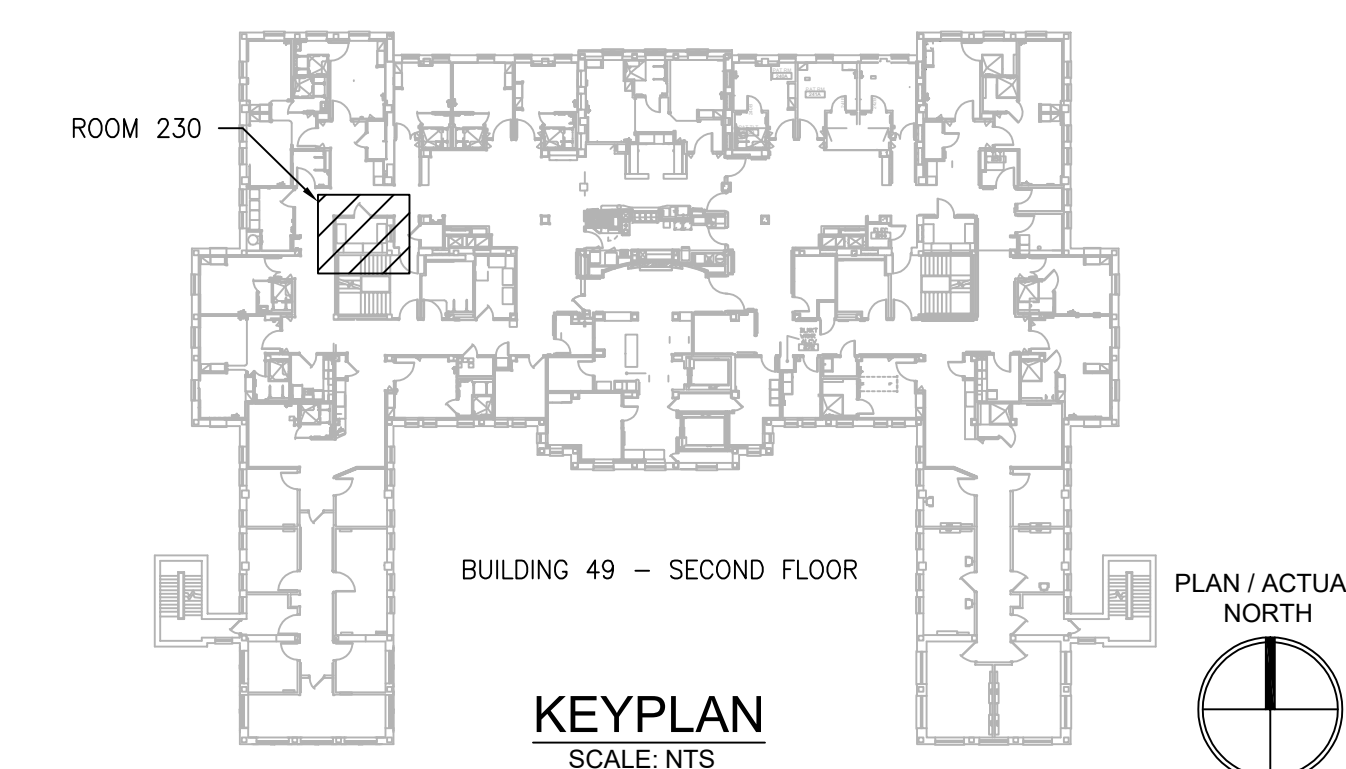 ROOM 230
BUILDING 49 – SECOND FLOOR
PLAN / ACTUA
NORTH
KEYPLAN
SCALE: NTS